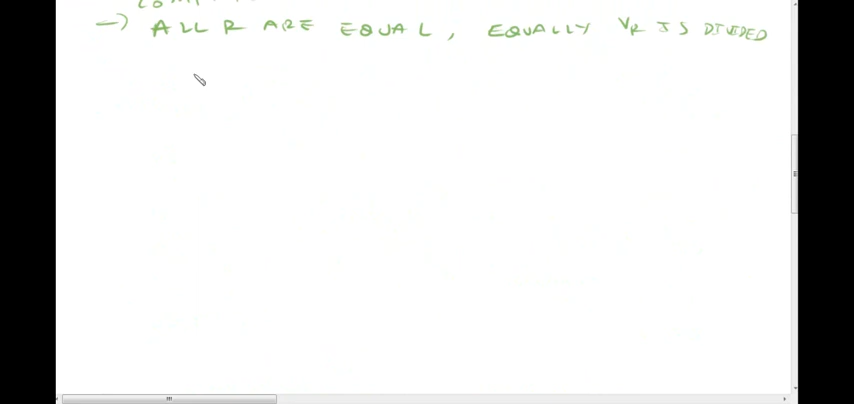 → ALL R ARE EQUAL, EQUALLY VR IS DIVIDED